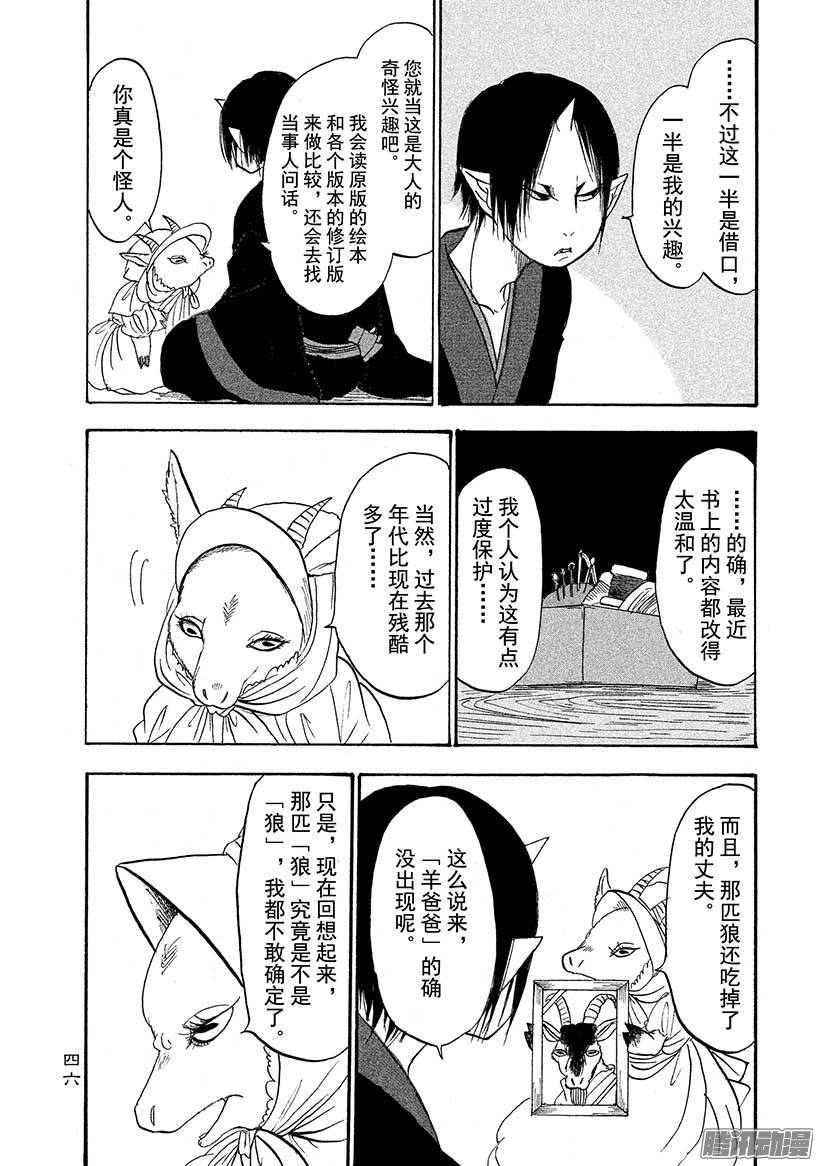 ……不过这一半是借口，
一半是我的兴趣。
您就当这是大人的
奇怪兴趣吧。
我会读原版的绘本
和各个版本的修订版
来做比较，还会去找
当事人问话。
你真是个怪人。
……的确，最近
书上的内容都改得
太温和了。
我个人认为这有点
过度保护……
当然，过去那个
年代比现在残酷
多了……
而且，那匹狼还吃掉了
我的丈夫。
这么说来，
「羊爸爸」的确
没出现呢。
只是，现在回想起来，
那匹「狼」究竟是不是
「狼」，我都不敢确定了。
四六
腾讯动漫